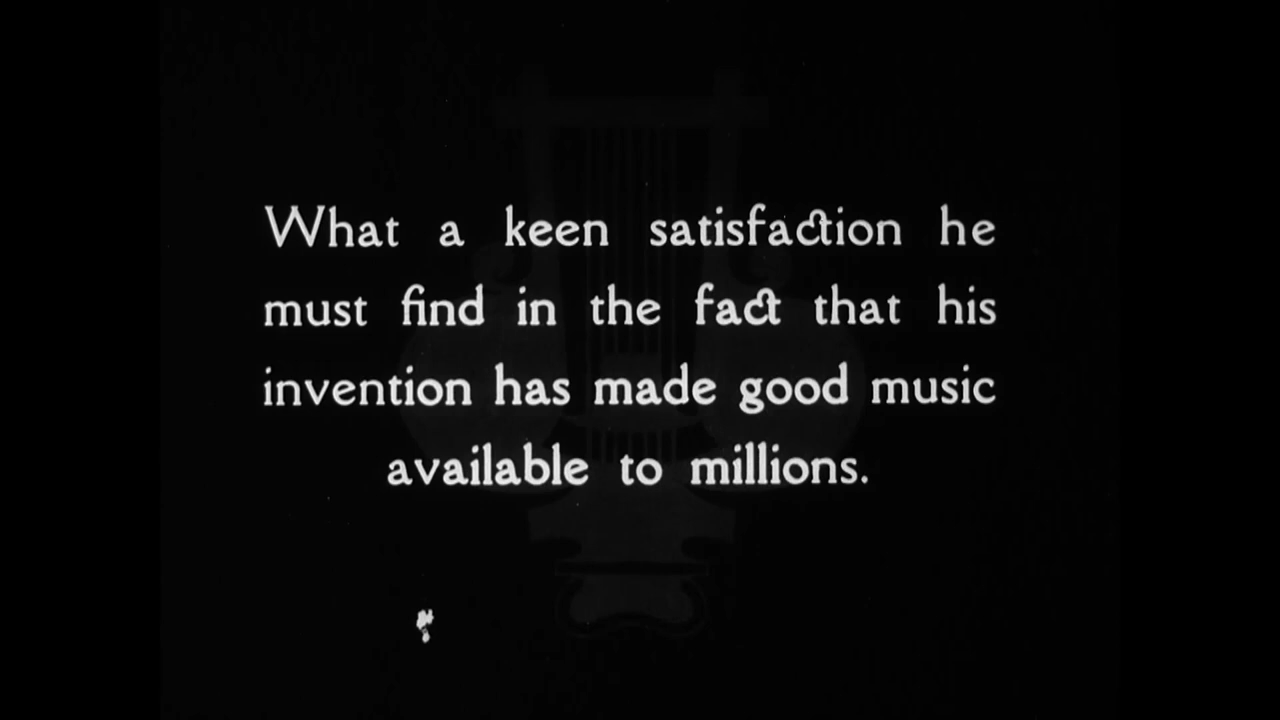 What a keen satisfaction he
must find in the fact that his
invention has made good music
available to millions.